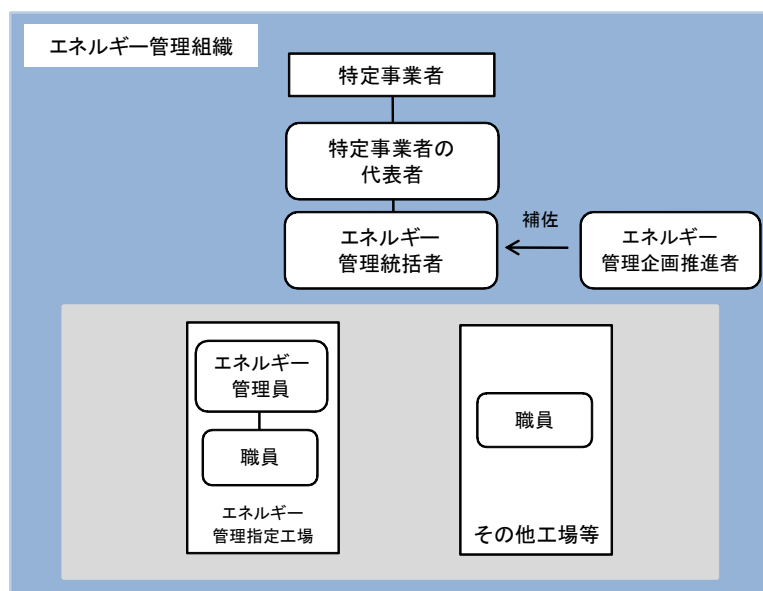 エネルギー管理組織
特定事業者
特定事業者の
代表者
エネルギー
管理統括者
補佐
エネルギー
管理企画推進者
エネルギー
管理員
職員
エネルギー
管理指定工場
職員
その他工場等